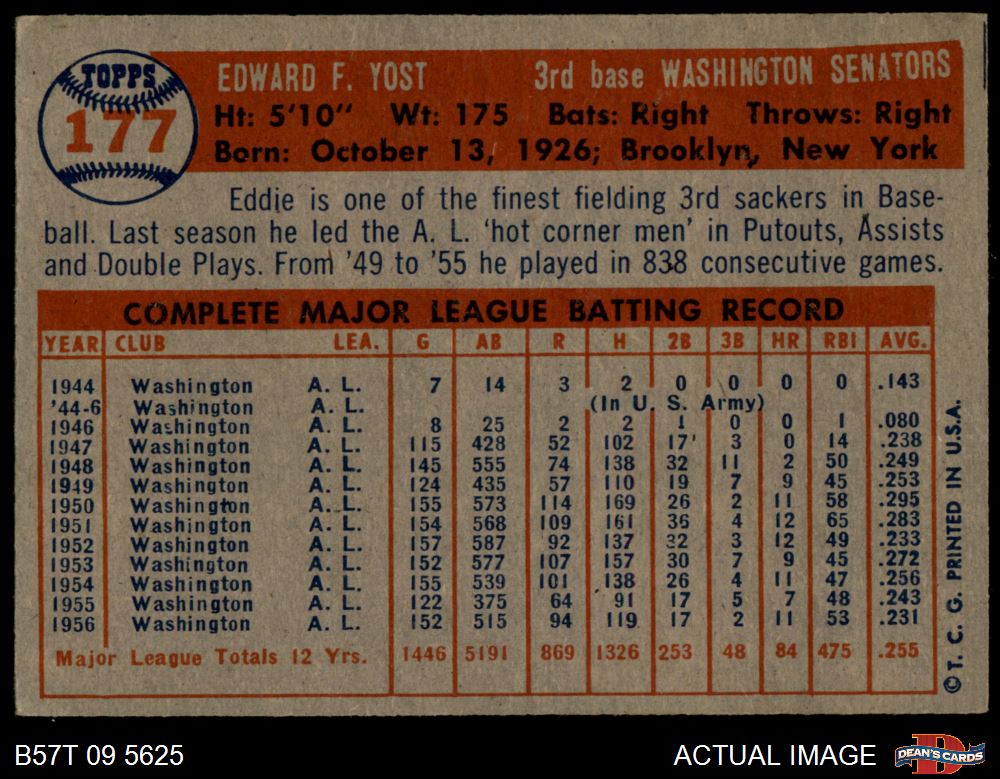 TOPPS
177
EDWARD F. YOST 3rd base WASHINGTON SENATORS
Ht: 5'10" Wt: 175 Bats: Right Throws: Right
Born: October 13, 1926; Brooklyn, New York
Eddie is one of the finest fielding 3rd sackers in Base-
ball. Last season he led the A. L. 'hot corner men' in Putouts, Assists
and Double Plays. From '49 to '55 he played in 838 consecutive games.
COMPLETE MAJOR LEAGUE BATTING RECORD
YEAR CLUB LEA. G AB R H 2B 3B HR RBI AVG.
1944 Washington A. L. 7 14 3 2 0 0 0 0 .143
'44-6 Washington A. L. (In U. S. Army)
1946 Washington A. L. 8 25 2 2 1 0 0 1 .080
1947 Washington A. L. 115 428 52 102 17 3 0 14 .238
1948 Washington A. L. 145 555 74 138 32 11 2 50 .249
1949 Washington A. L. 124 435 57 110 19 7 9 45 .253
1950 Washington A. L. 155 573 114 169 26 2 11 58 .295
1951 Washington A. L. 154 568 109 161 36 4 12 65 .283
1952 Washington A. L. 157 587 92 137 32 3 12 49 .233
1953 Washington A. L. 152 577 107 157 30 7 9 45 .272
1954 Washington A. L. 155 539 101 138 26 4 11 47 .256
1955 Washington A. L. 122 375 64 91 17 5 7 48 .243
1956 Washington A. L. 152 515 94 119 17 2 11 53 .231
Major League Totals 12 Yrs. 1446 5191 869 1326 253 48 84 475 .255
© T. C. G. PRINTED IN U.S.A.
B57T 09 5625 ACTUAL IMAGE
DEAN'S CARDS